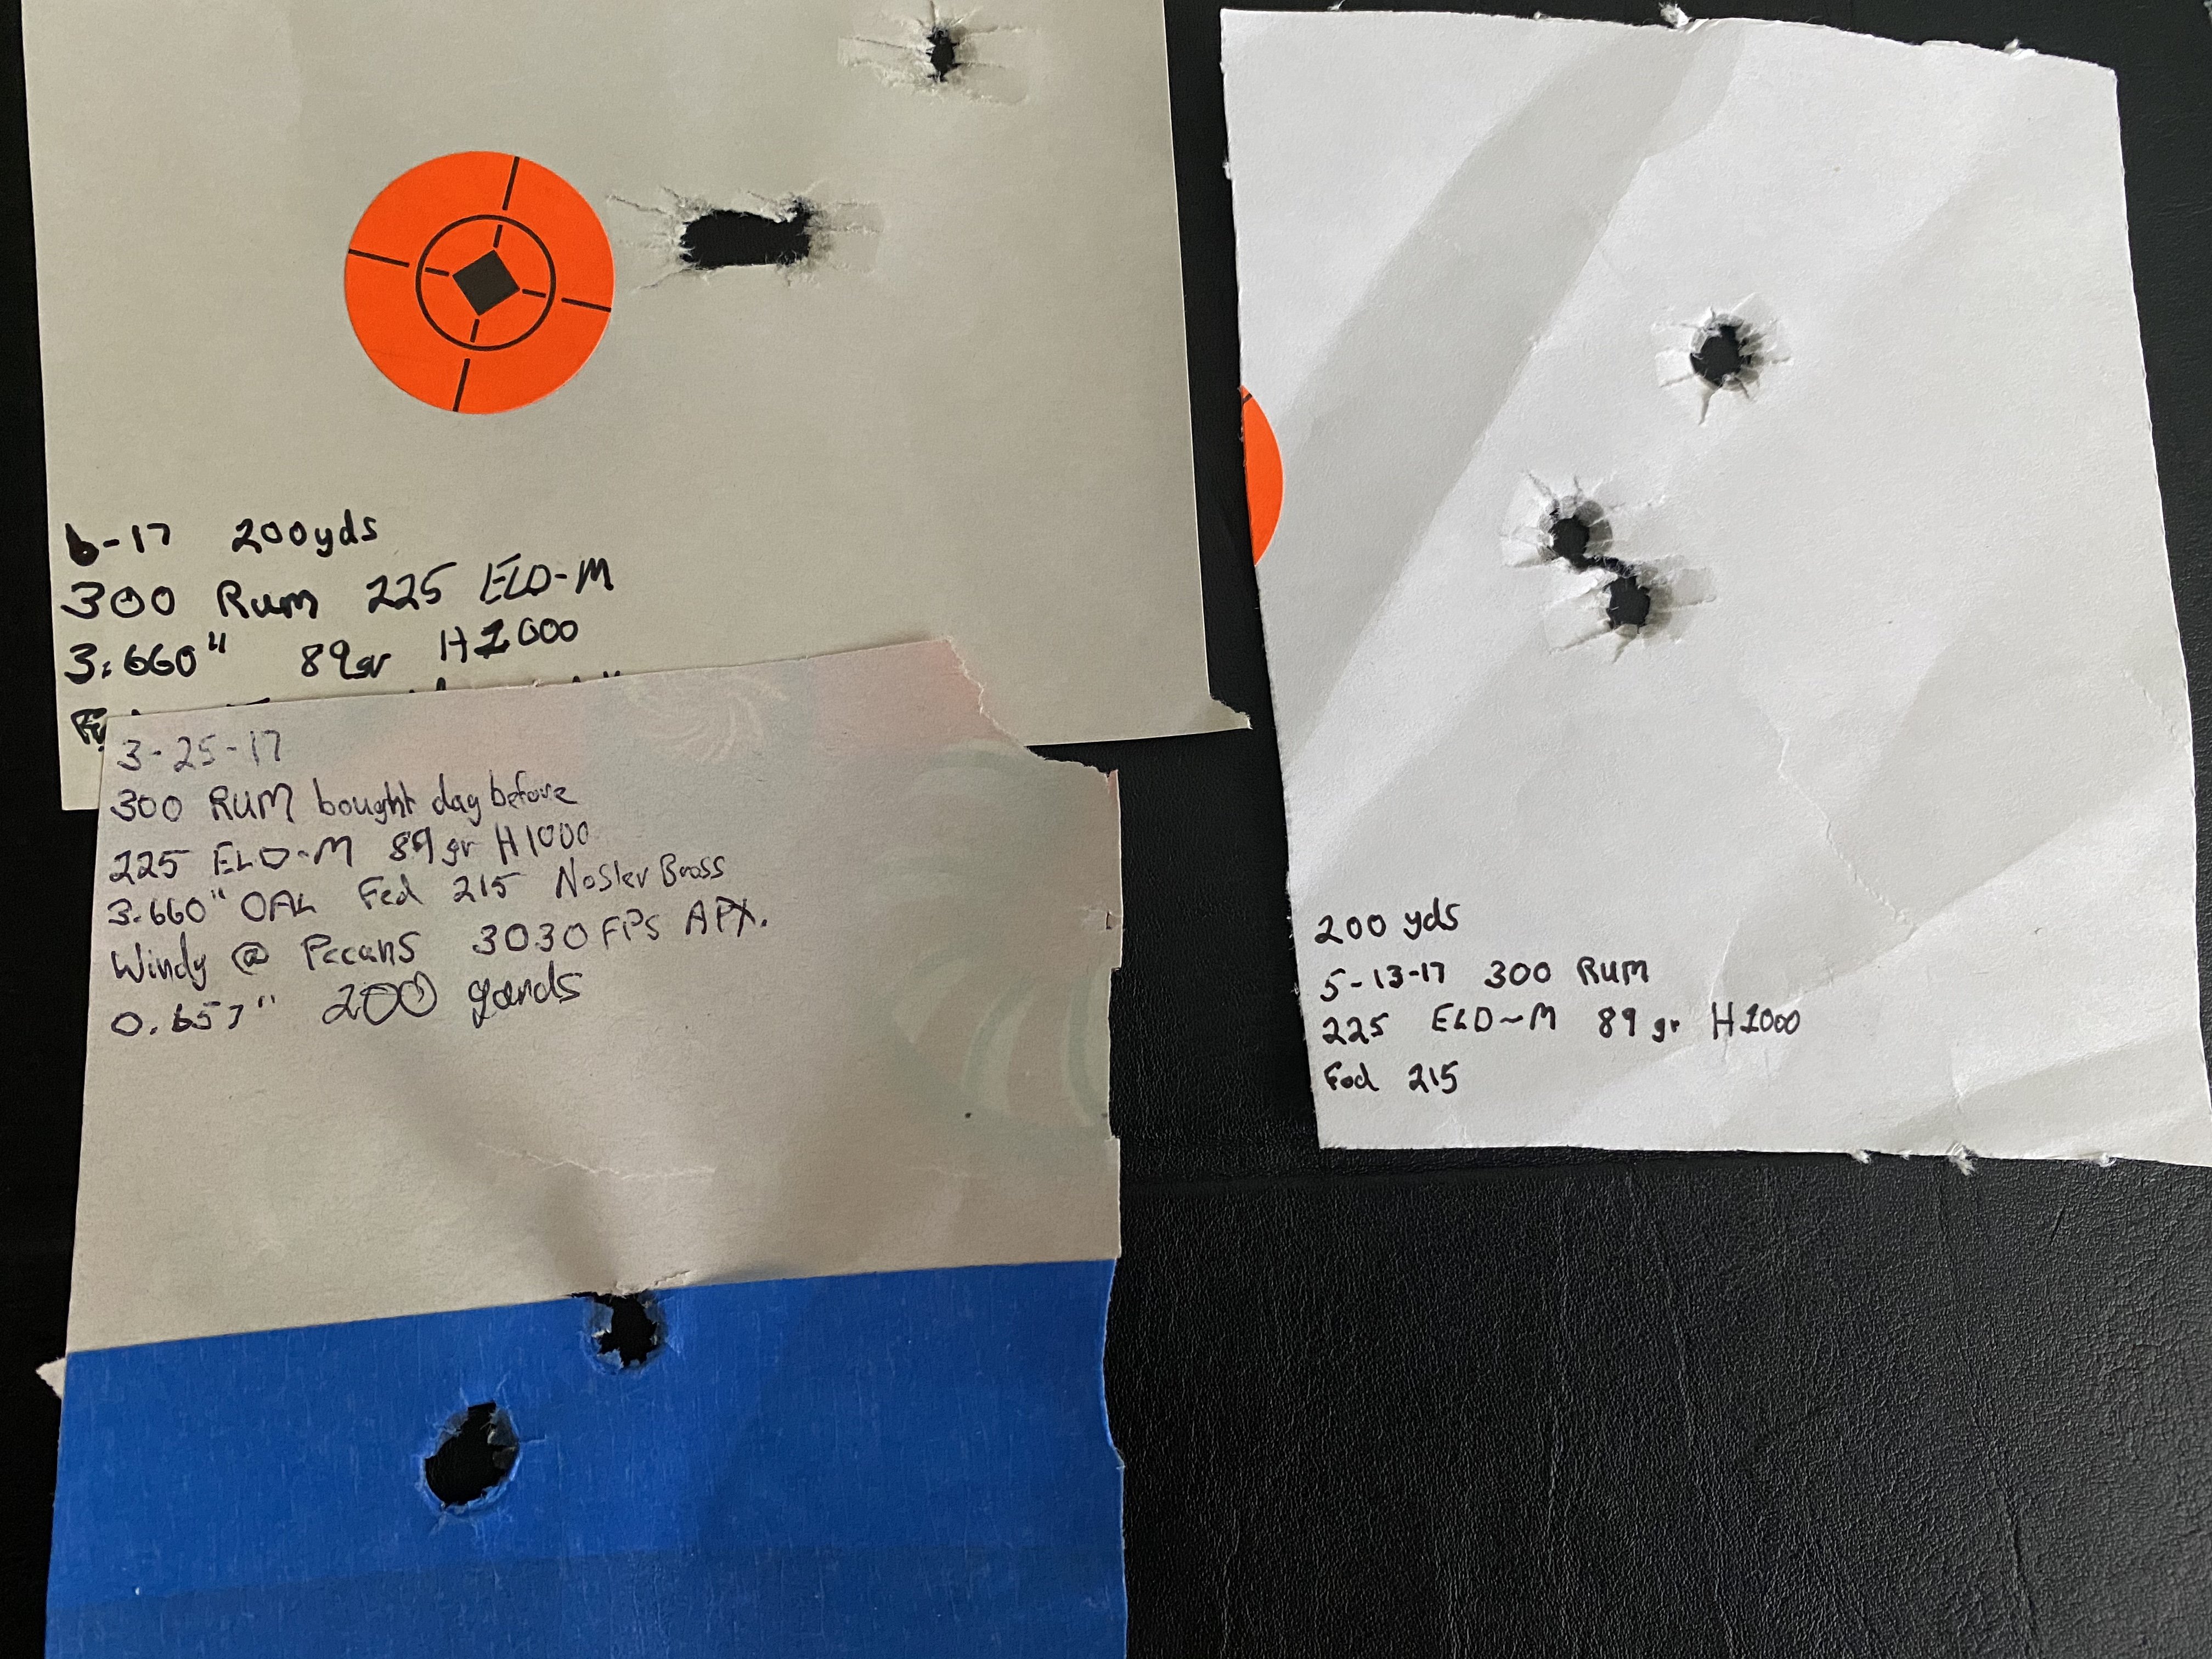 6-17 200yds
300 Rum 225 ELD-M
3.660" 89gr H1000
3-25-17
300 RUM bought day before
225 ELD-M 89gr H1000
3.660" OAL Fed 215 Nosler Brass
Windy @ Pecans 3030 FPS APX.
0.657" 200 yards
200 yds
5-13-17 300 RUM
225 ELD-M 89 gr H1000
Fed 215